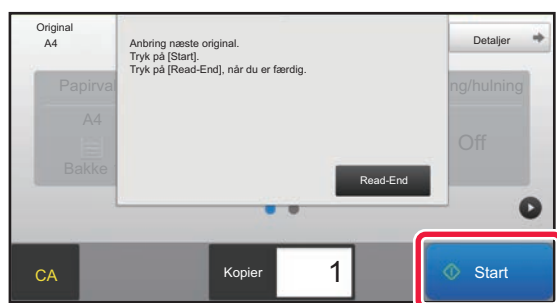 Original
A4
Anbring næste original.
Tryk på [Start].
Tryk på [Read-End], når du er færdig.
Detaljer
Papirval
ng/hulning
A4
Off
Bakke
Read-End
CA
Kopier
1
Start